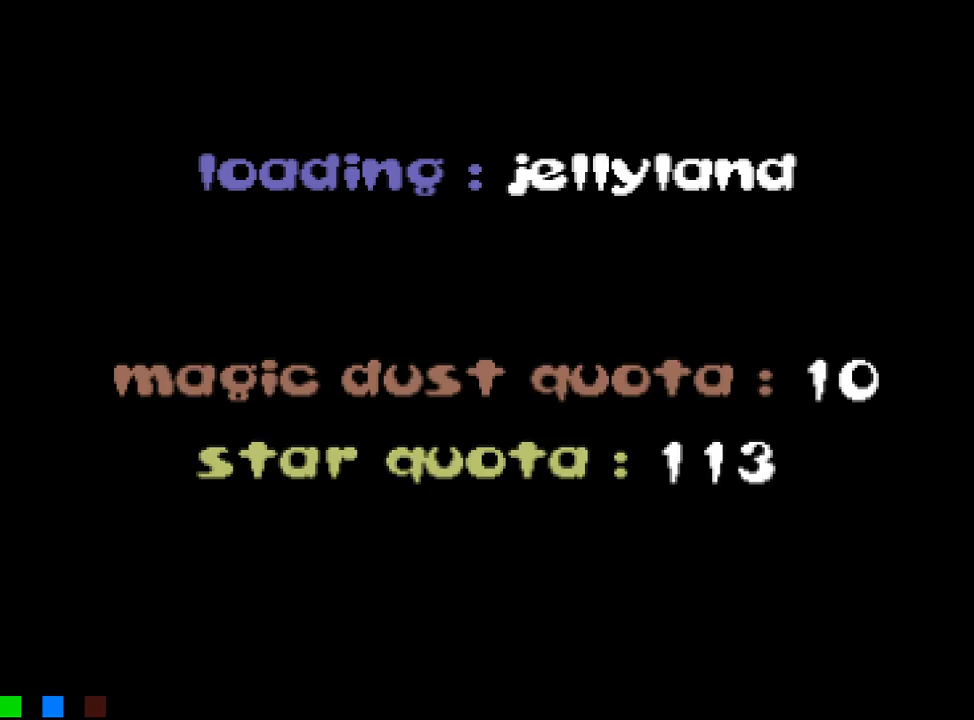 loading : jellyland
magic dust quota : 10
star quota : 113